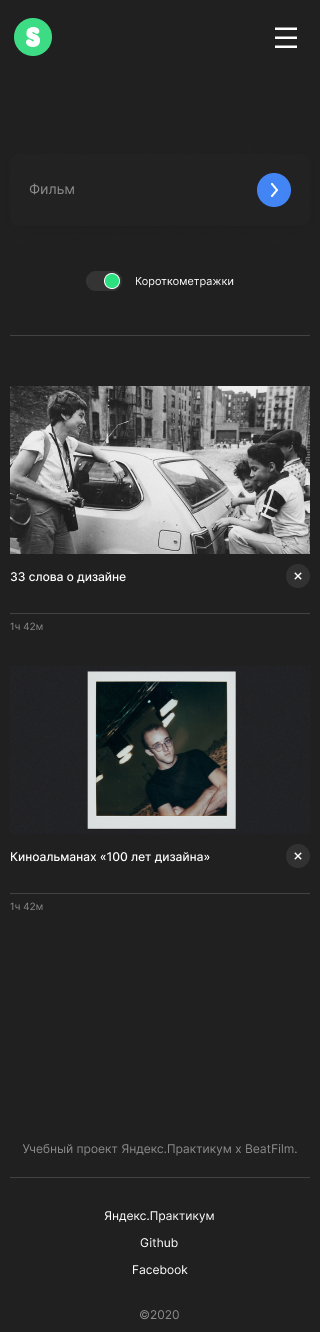 S
Фильм
Короткометражки
33 слова о дизайне
1ч 42м
Киноальманах «100 лет дизайна»
1ч 42м
Учебный проект Яндекс.Практикум х BeatFilm.
Яндекс.Практикум
Github
Facebook
©2020